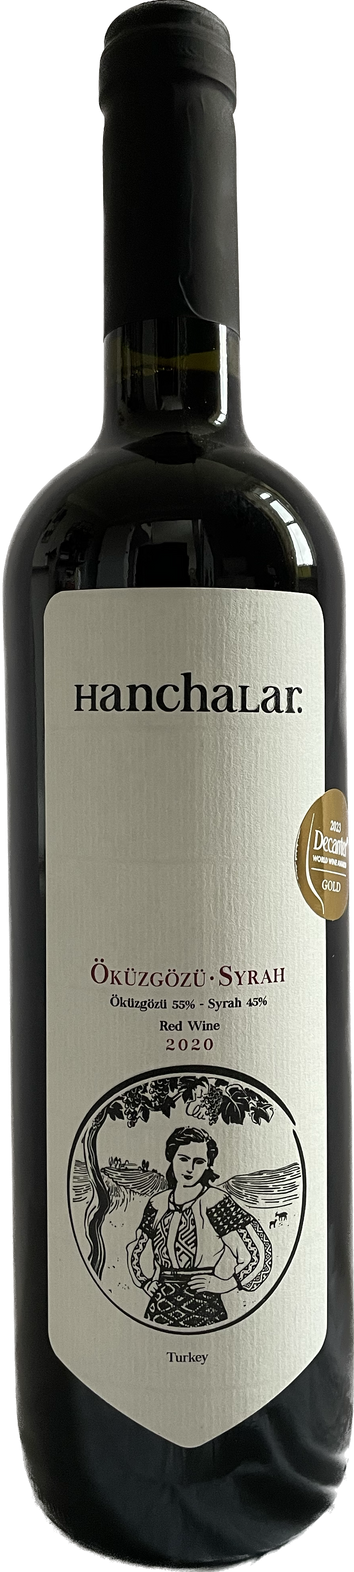 Hanchalar.
2023
Decanter
WORLD WINE AWARDS
GOLD
ÖKÜZGÖZÜ·SYRAH
Öküzgözü 55% - Syrah 45%
Red Wine
2020
Turkey